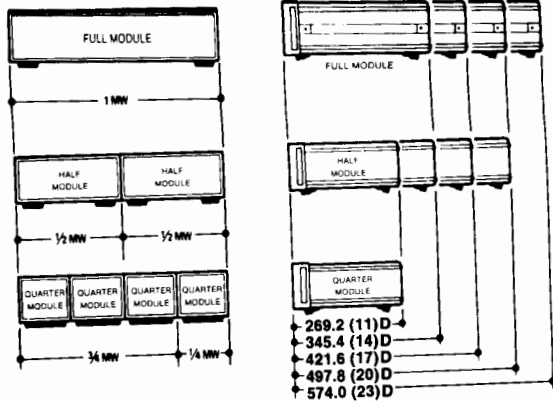 FULL MODULE
1 MW
HALF
MODULE
HALF
MODULE
½ MW
½ MW
QUARTER
MODULE
QUARTER
MODULE
QUARTER
MODULE
QUARTER
MODULE
¾ MW
¼ MW
FULL MODULE
HALF
MODULE
QUARTER
MODULE
269.2 (11)D
345.4 (14)D
421.6 (17)D
497.8 (20)D
574.0 (23)D